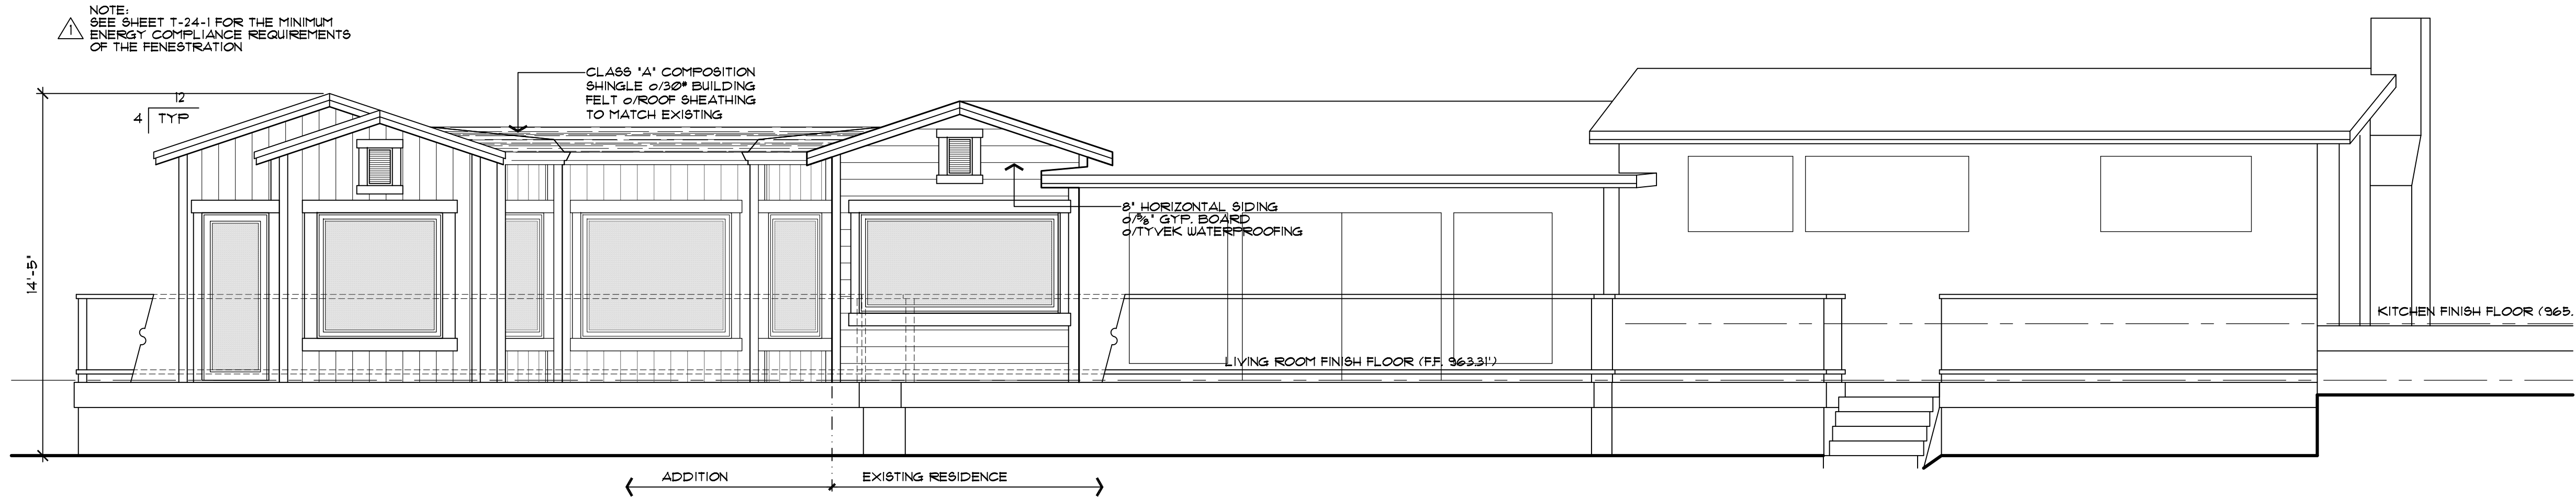 NOTE:
SEE SHEET T-24-1 FOR THE MINIMUM
ENERGY COMPLIANCE REQUIREMENTS
OF THE FENESTRATION
1
CLASS "A" COMPOSITION
SHINGLE o/30# BUILDING
FELT o/ROOF SHEATHING
TO MATCH EXISTING
12
4 TYP
14'-5"
8" HORIZONTAL SIDING
o/5/8" GYP. BOARD
o/TYVEK WATERPROOFING
KITCHEN FINISH FLOOR (965.
LIVING ROOM FINISH FLOOR (F.F. 963.31')
ADDITION
EXISTING RESIDENCE